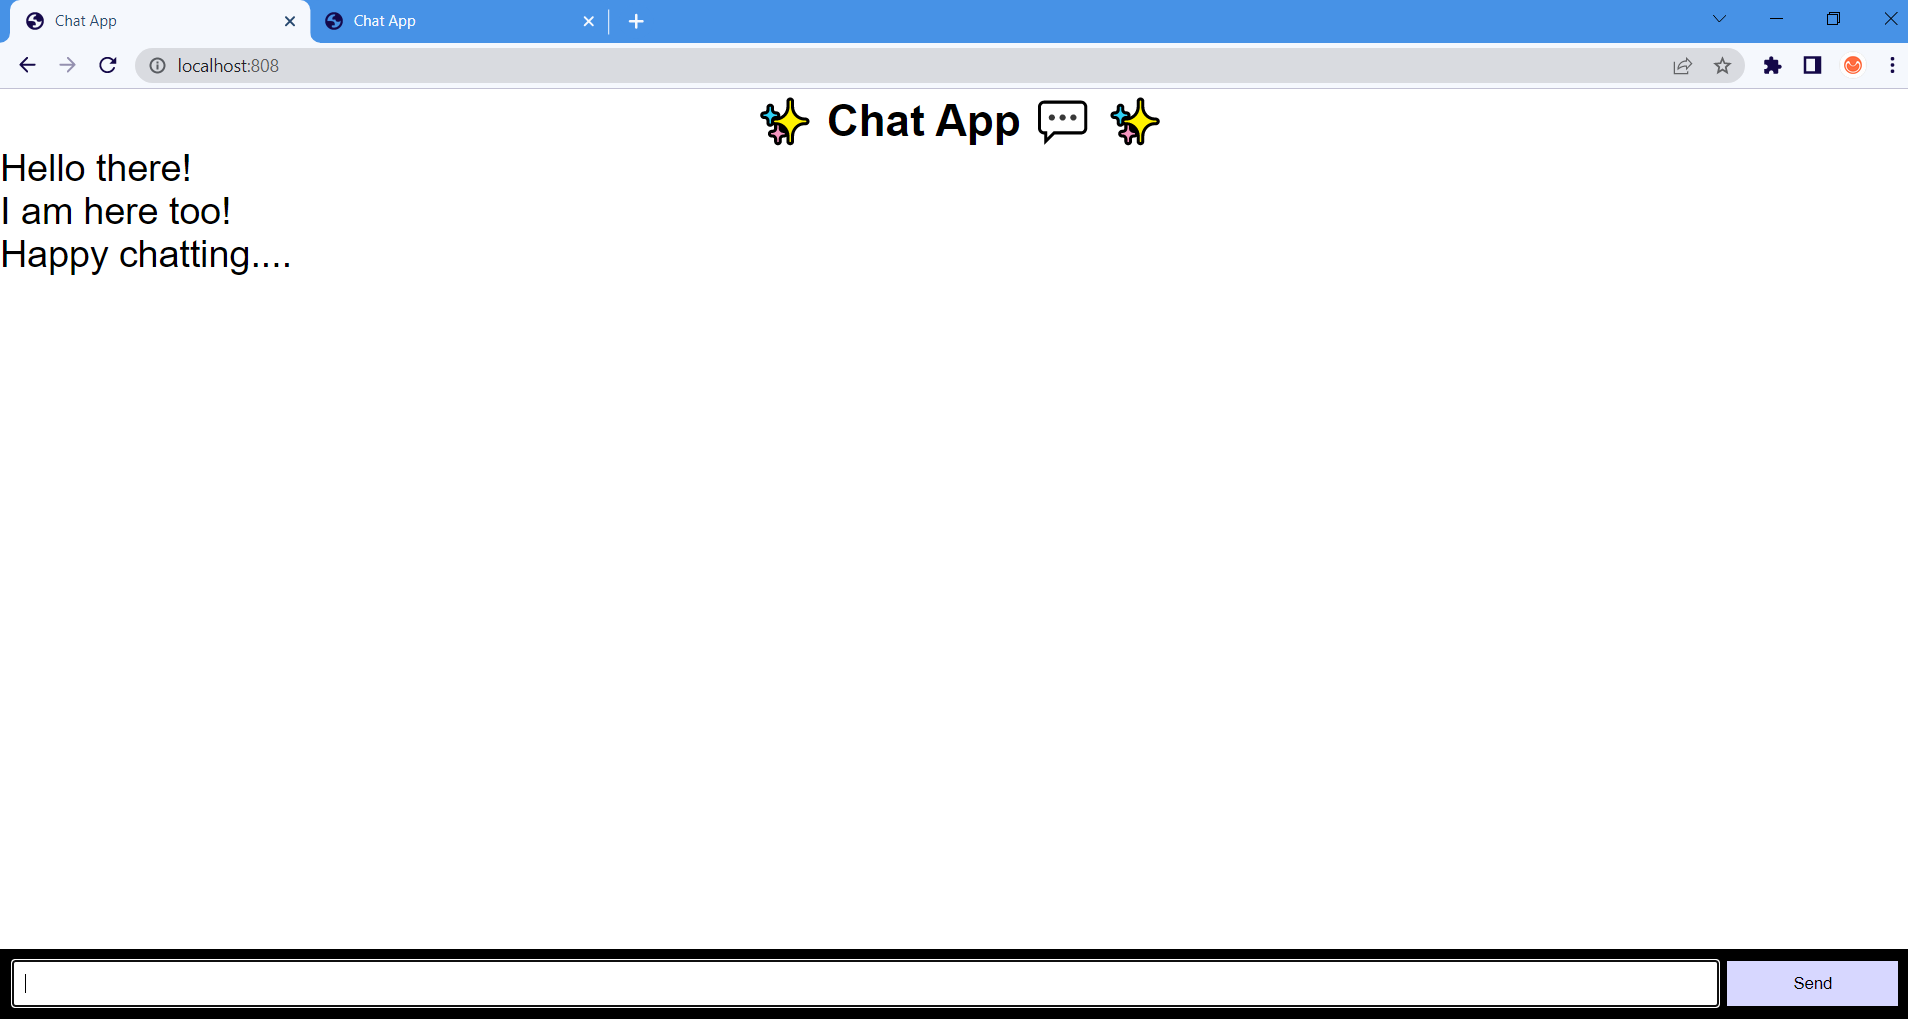 Chat App
Chat App
localhost:808
✨ Chat App 💬 ✨
Hello there!
I am here too!
Happy chatting....
Send